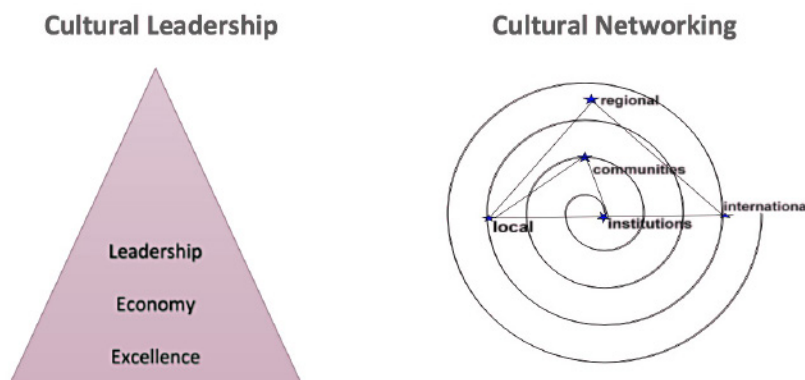 Cultural Leadership
Cultural Networking
Leadership
Economy
Excellence
regional
communities
local
institutions
internationa